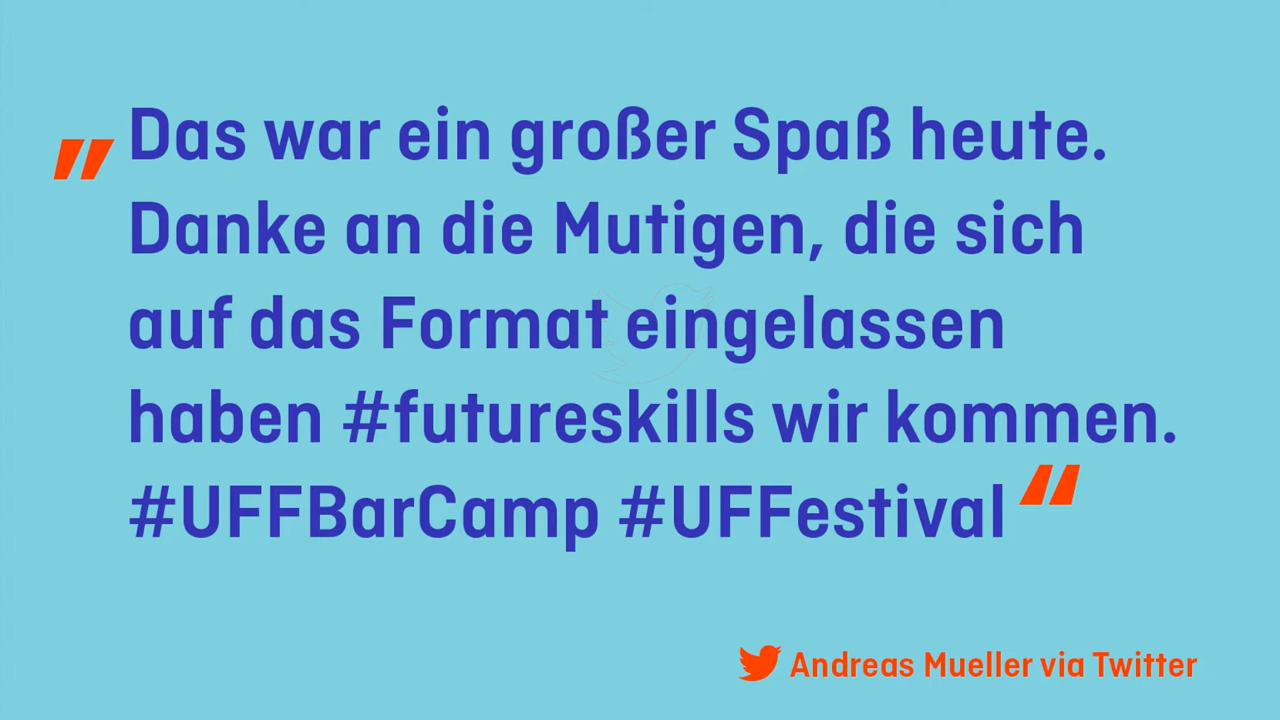 „Das war ein großer Spaß heute.
Danke an die Mutigen, die sich
auf das Format eingelassen
haben #futureskills wir kommen.
#UFFBarCamp #UFFestival“
Andreas Mueller via Twitter